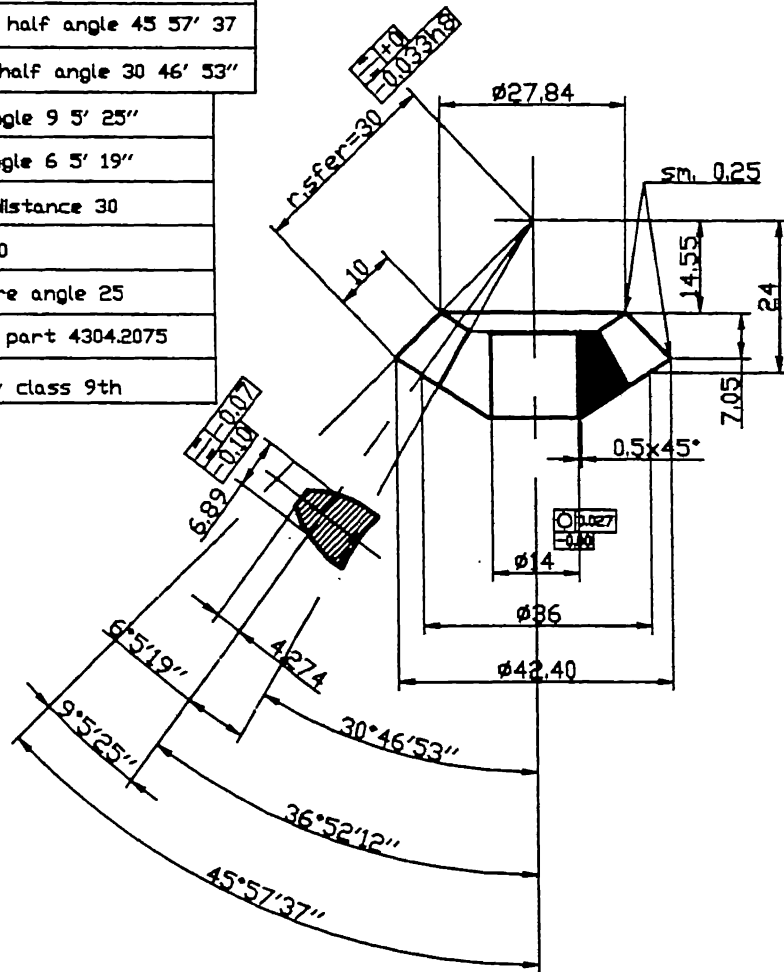 half angle 45 57' 37
half angle 30 46' 53''
gle 9 5' 25''
gle 6 5' 19''
distance 30
0
re angle 25
part 4304.2075
class 9th
+0
-0.033h8
r.sfer=30
10
ø27.84
sm. 0.25
14.55
24
7.05
0.5x45°
-0.07
-0.10
6.89
0.027
ø14
ø36
ø42.40
4.274
6°5'19''
9°5'25''
30°46'53''
36°52'12''
45°57'37''